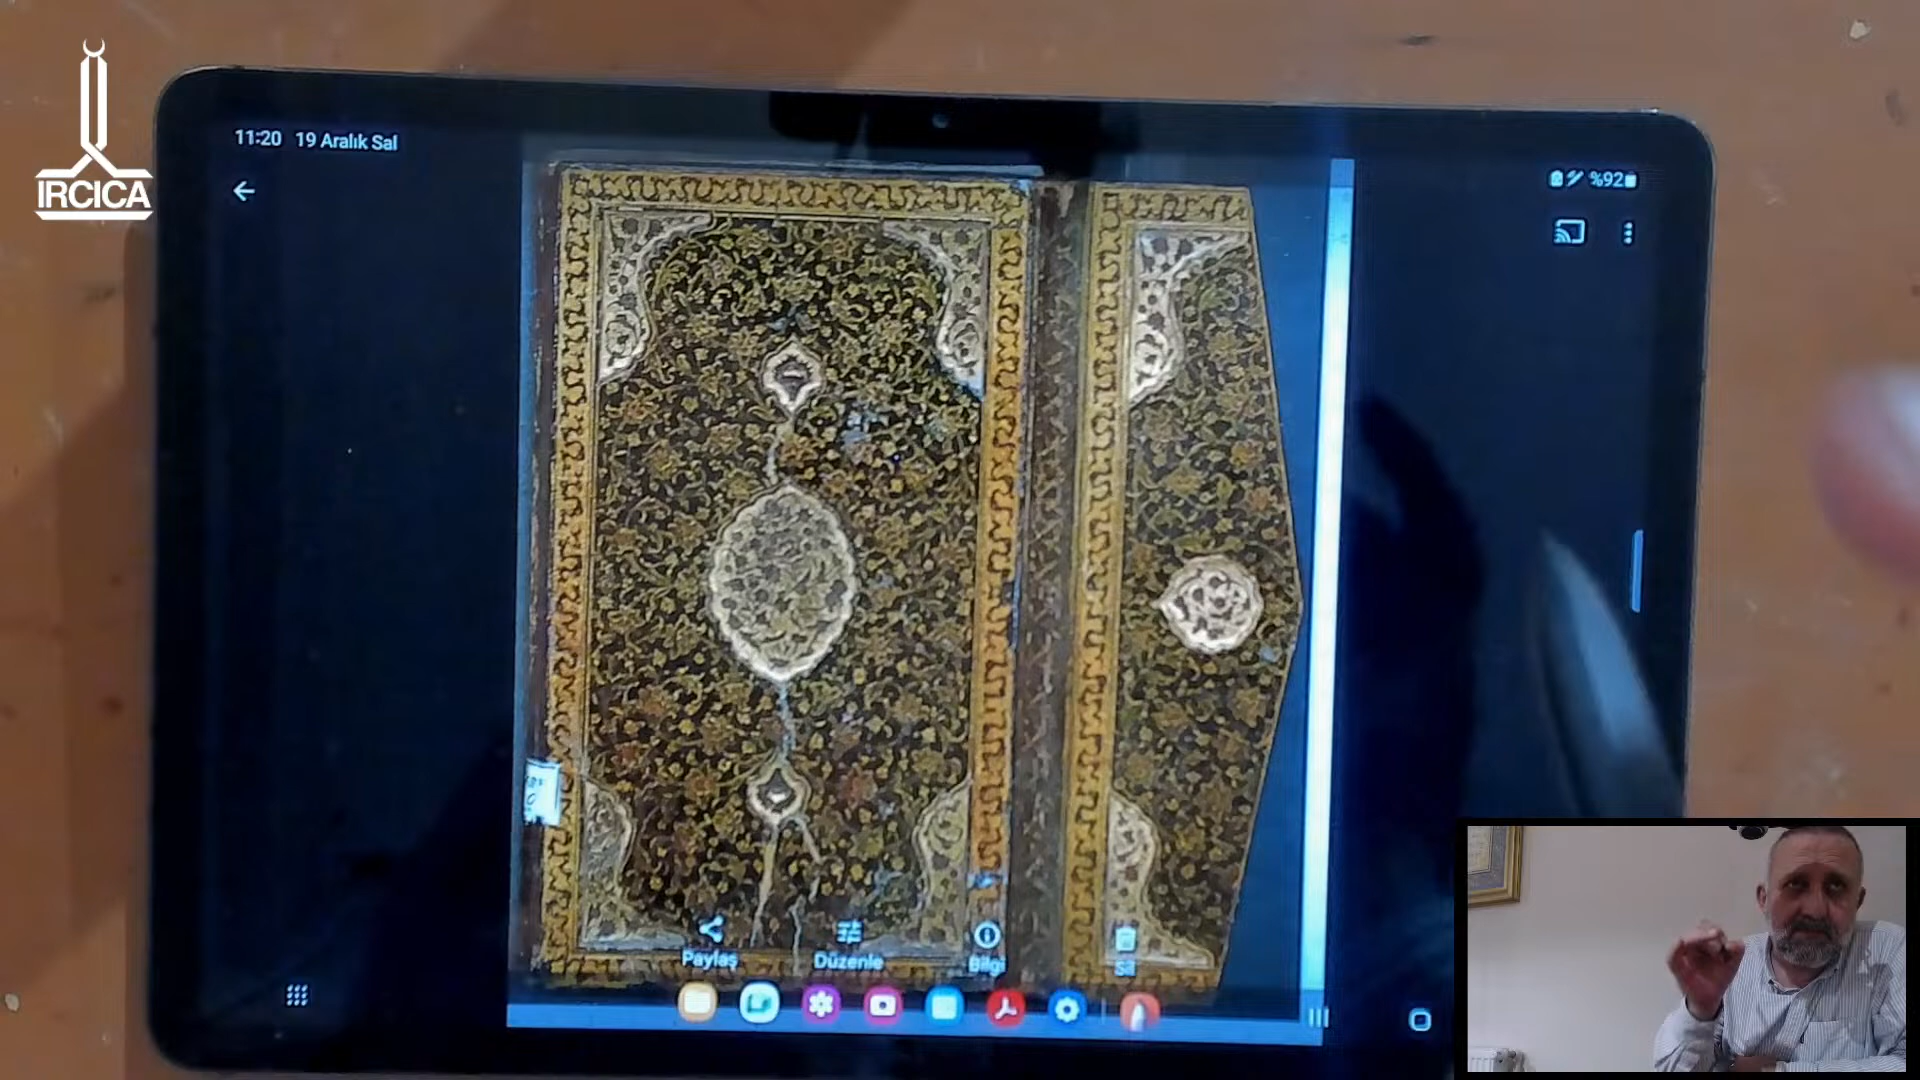 IRCICA
11:20 19 Aralık Sal
%92
Paylaş
Düzenle
Bilgi
Sil